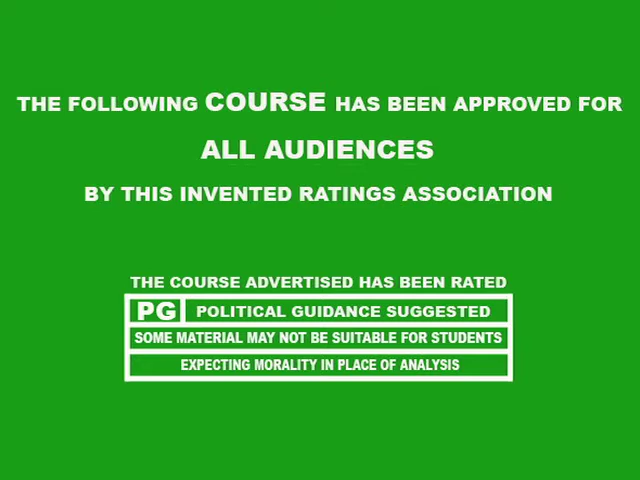 THE FOLLOWING COURSE HAS BEEN APPROVED FOR
ALL AUDIENCES
BY THIS INVENTED RATINGS ASSOCIATION
THE COURSE ADVERTISED HAS BEEN RATED
PG POLITICAL GUIDANCE SUGGESTED
SOME MATERIAL MAY NOT BE SUITABLE FOR STUDENTS
EXPECTING MORALITY IN PLACE OF ANALYSIS